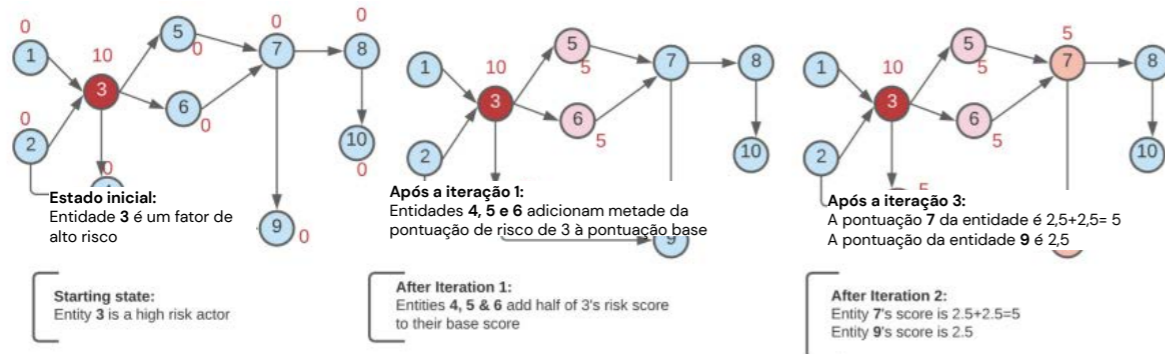 0
0
0
0
1
5
7
8
10
0
3
6
0
0
2
0
10
0
9
0
Estado inicial:
Entidade 3 é um fator de
alto risco
Starting state:
Entity 3 is a high risk actor
1
5
7
8
10
5
3
6
5
2
10
9
Após a iteração 1:
Entidades 4, 5 e 6 adicionam metade da
pontuação de risco de 3 à pontuação base
After Iteration 1:
Entities 4, 5 & 6 add half of 3's risk score
to their base score
5
1
5
7
8
10
5
3
6
5
2
10
5
Após a iteração 3:
A pontuação 7 da entidade é 2,5+2,5= 5
A pontuação da entidade 9 é 2,5
After Iteration 2:
Entity 7's score is 2.5+2.5=5
Entity 9's score is 2.5